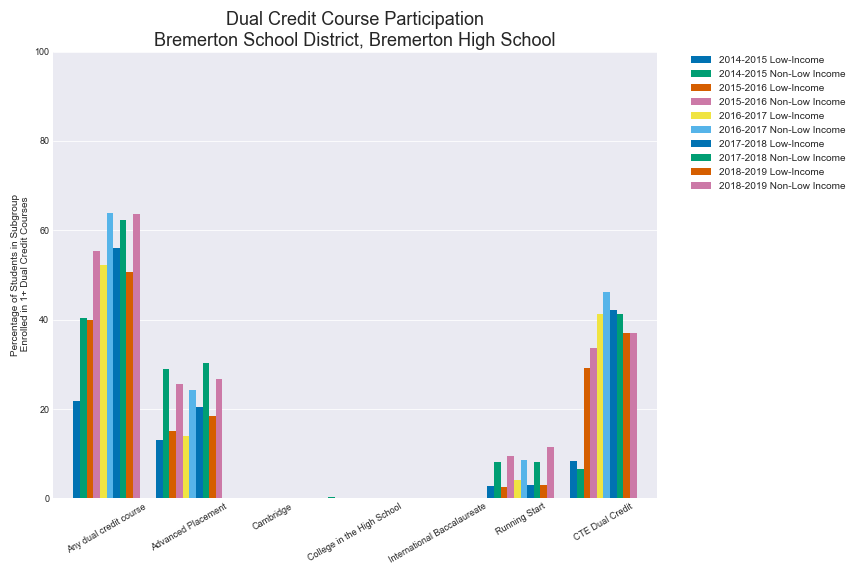 Dual Credit Course Participation
Bremerton School District, Bremerton High School
Percentage of Students in Subgroup
Enrolled in 1+ Dual Credit Courses
100
80
60
40
20
0
Any dual credit course
Advanced Placement
Cambridge
College in the High School
International Baccalaureate
Running Start
CTE Dual Credit
2014-2015 Low-Income
2014-2015 Non-Low Income
2015-2016 Low-Income
2015-2016 Non-Low Income
2016-2017 Low-Income
2016-2017 Non-Low Income
2017-2018 Low-Income
2017-2018 Non-Low Income
2018-2019 Low-Income
2018-2019 Non-Low Income